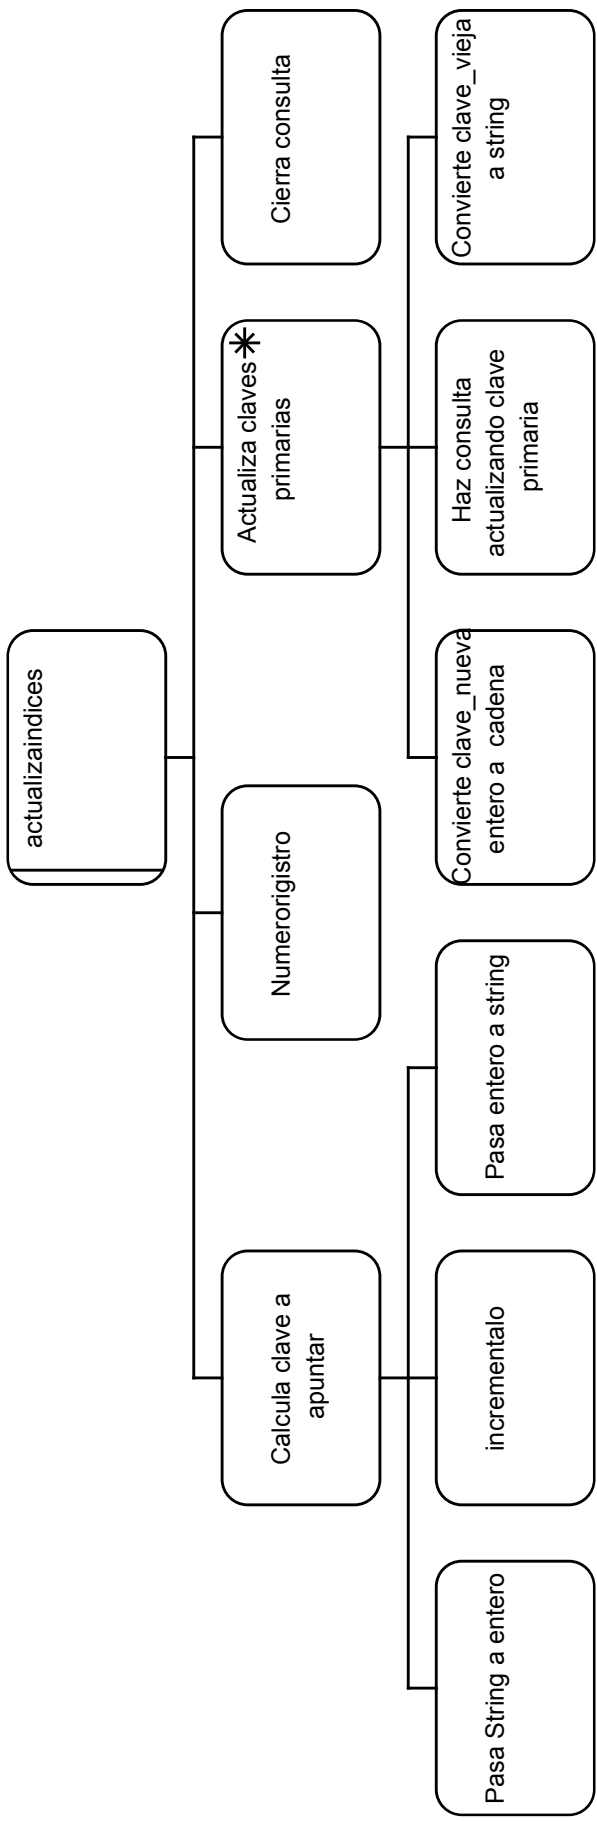 actualizaindices
Calcula clave a
apuntar
Numerorigistro
Actualiza claves
primarias
Cierra consulta
Pasa String a entero
incrementalo
Pasa entero a string
Convierte clave_nueva
entero a cadena
Haz consulta
actualizando clave
primaria
Convierte clave_vieja
a string